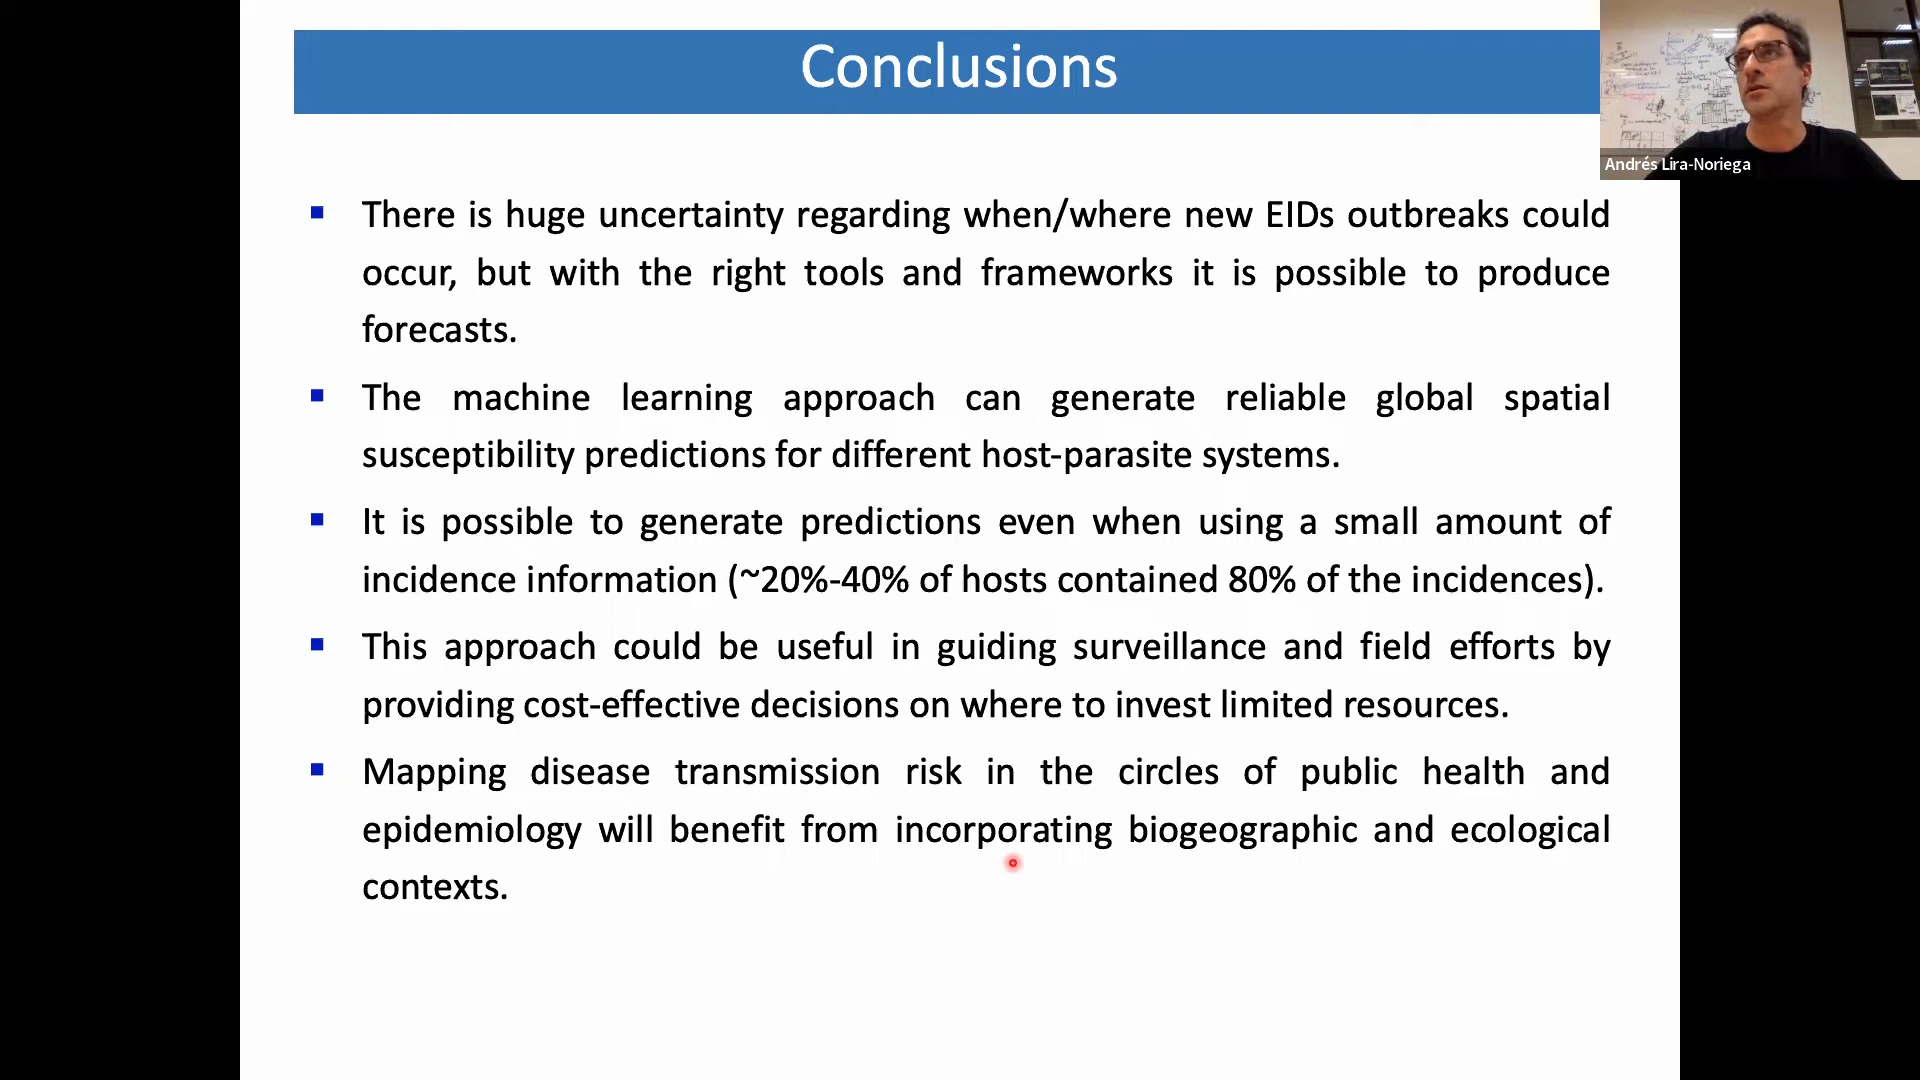 Conclusions
Andrés Lira-Noriega
▪ There is huge uncertainty regarding when/where new EIDs outbreaks could
occur, but with the right tools and frameworks it is possible to produce
forecasts.
▪ The machine learning approach can generate reliable global spatial
susceptibility predictions for different host-parasite systems.
▪ It is possible to generate predictions even when using a small amount of
incidence information (~20%-40% of hosts contained 80% of the incidences).
▪ This approach could be useful in guiding surveillance and field efforts by
providing cost-effective decisions on where to invest limited resources.
▪ Mapping disease transmission risk in the circles of public health and
epidemiology will benefit from incorporating biogeographic and ecological
contexts.